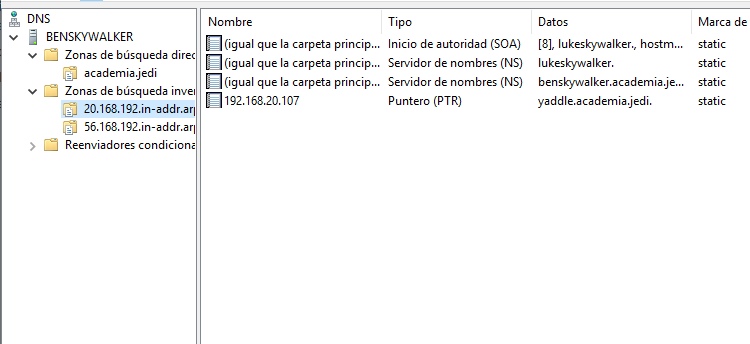 DNS
BENSKYWALKER
Zonas de búsqueda direc
academia.jedi
Zonas de búsqueda inver
20.168.192.in-addr.arp
56.168.192.in-addr.arp
Reenviadores condiciona
Nombre Tipo Datos Marca de
(igual que la carpeta princip... Inicio de autoridad (SOA) [8], lukeskywalker., hostm... static
(igual que la carpeta princip... Servidor de nombres (NS) lukeskywalker. static
(igual que la carpeta princip... Servidor de nombres (NS) benskywalker.academia.je... static
192.168.20.107 Puntero (PTR) yaddle.academia.jedi. static